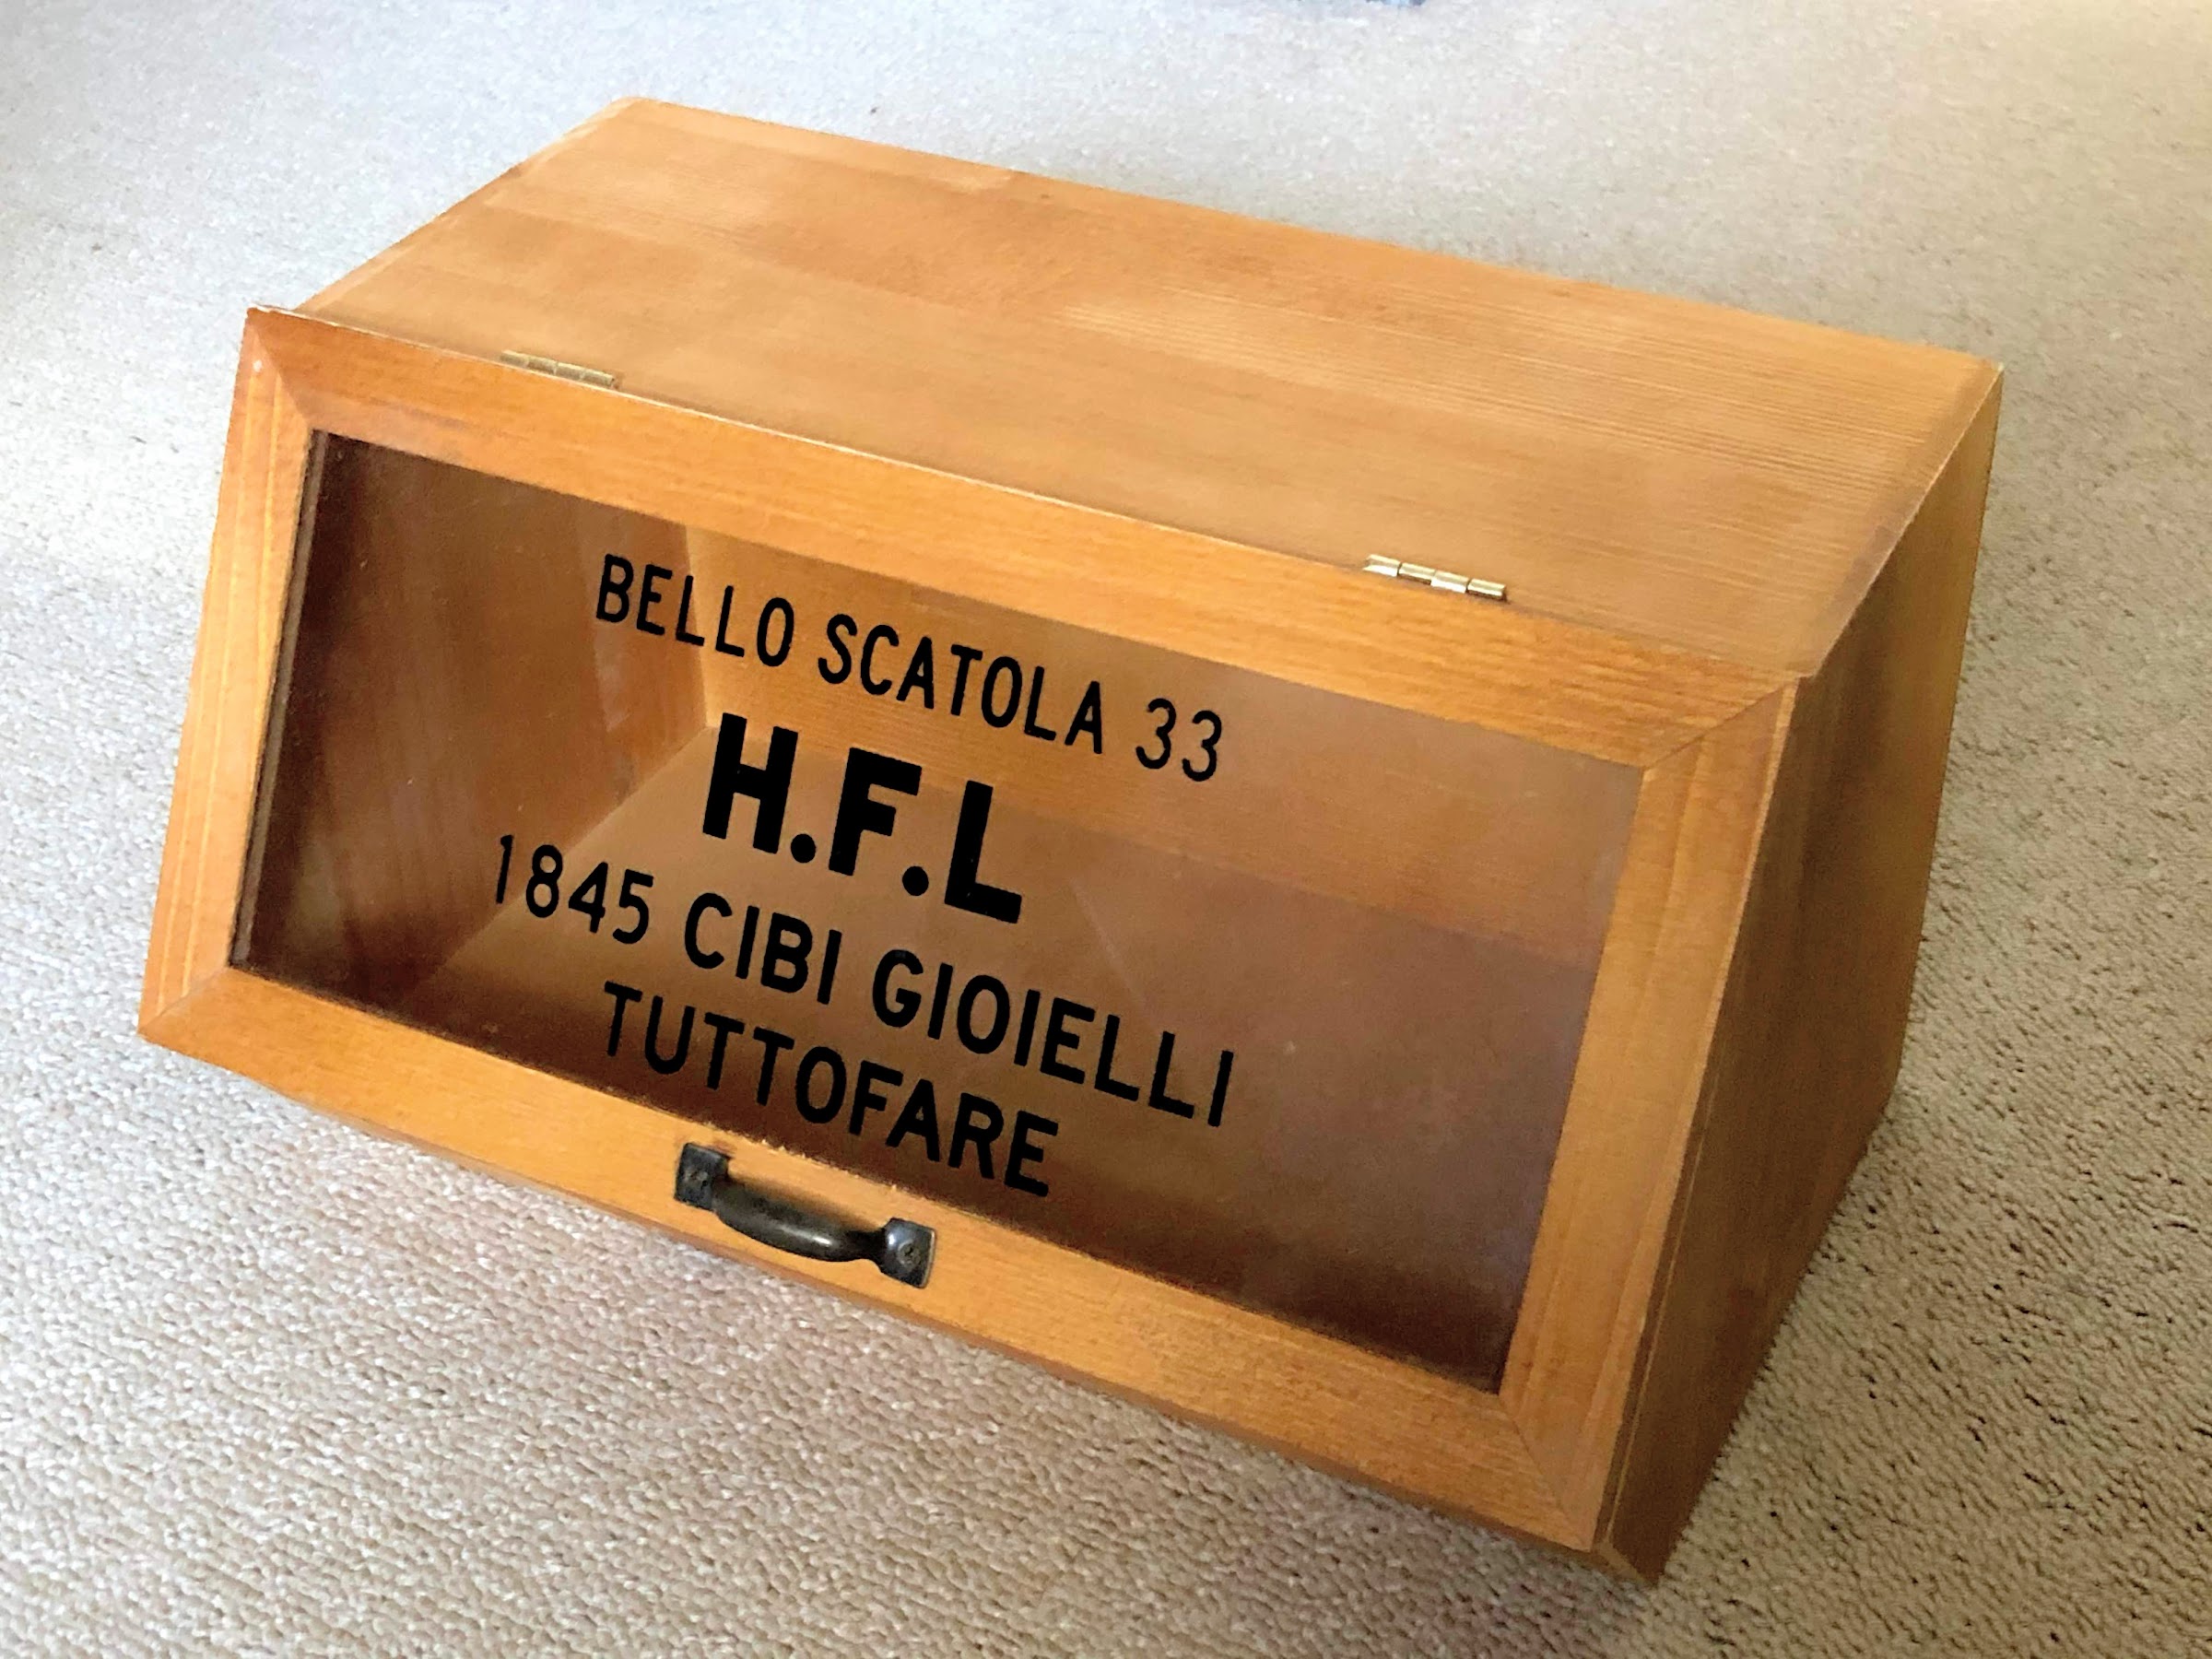 BELLO SCATOLA 33
H.F.L
1845 CIBI GIOIELLI
TUTTOFARE